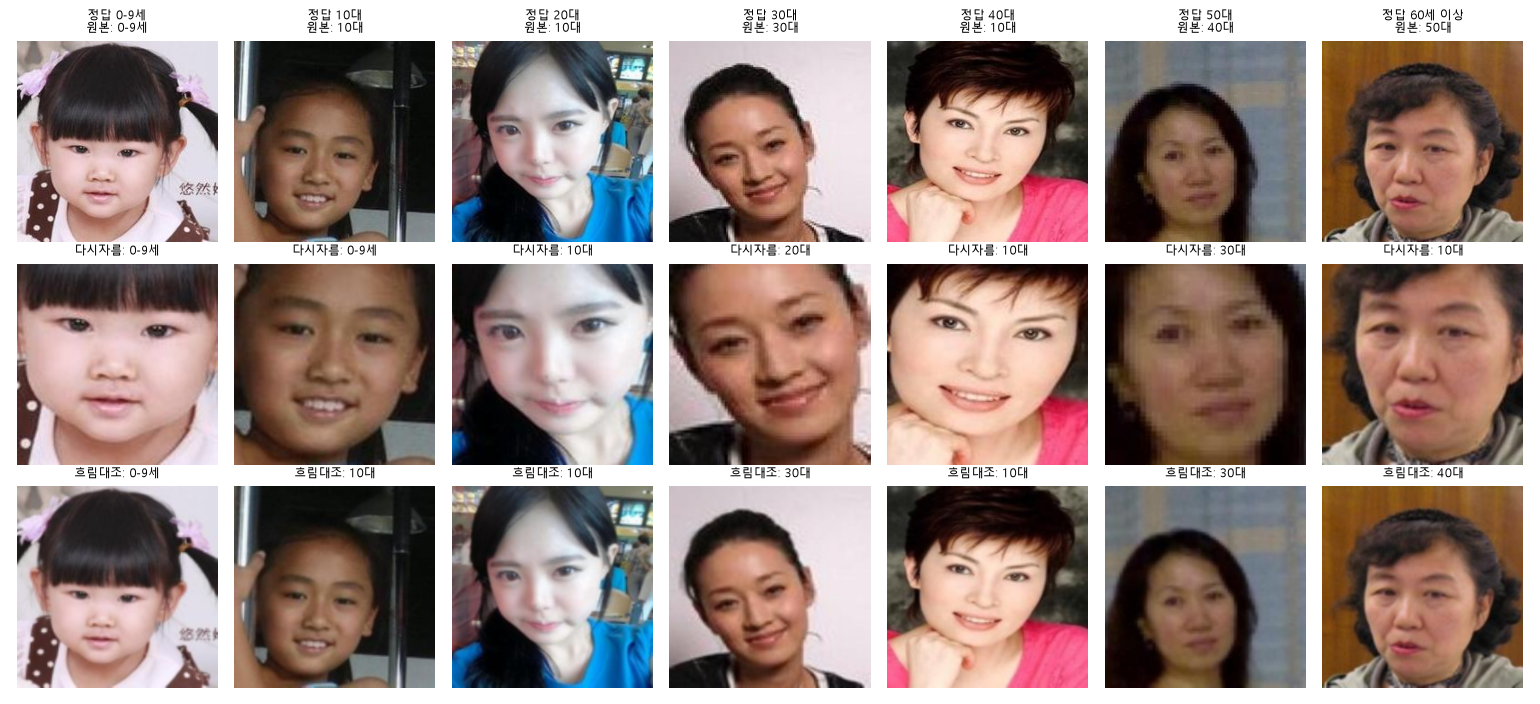 정답 0-9세
원본: 0-9세
정답 10대
원본: 10대
정답 20대
원본: 10대
정답 30대
원본: 30대
정답 40대
원본: 10대
정답 50대
원본: 40대
정답 60세 이상
원본: 50대
悠然
다시자름: 0-9세
다시자름: 0-9세
다시자름: 10대
다시자름: 20대
다시자름: 10대
다시자름: 30대
다시자름: 10대
흐림대조: 0-9세
흐림대조: 10대
흐림대조: 10대
흐림대조: 30대
흐림대조: 10대
흐림대조: 30대
흐림대조: 40대
悠然